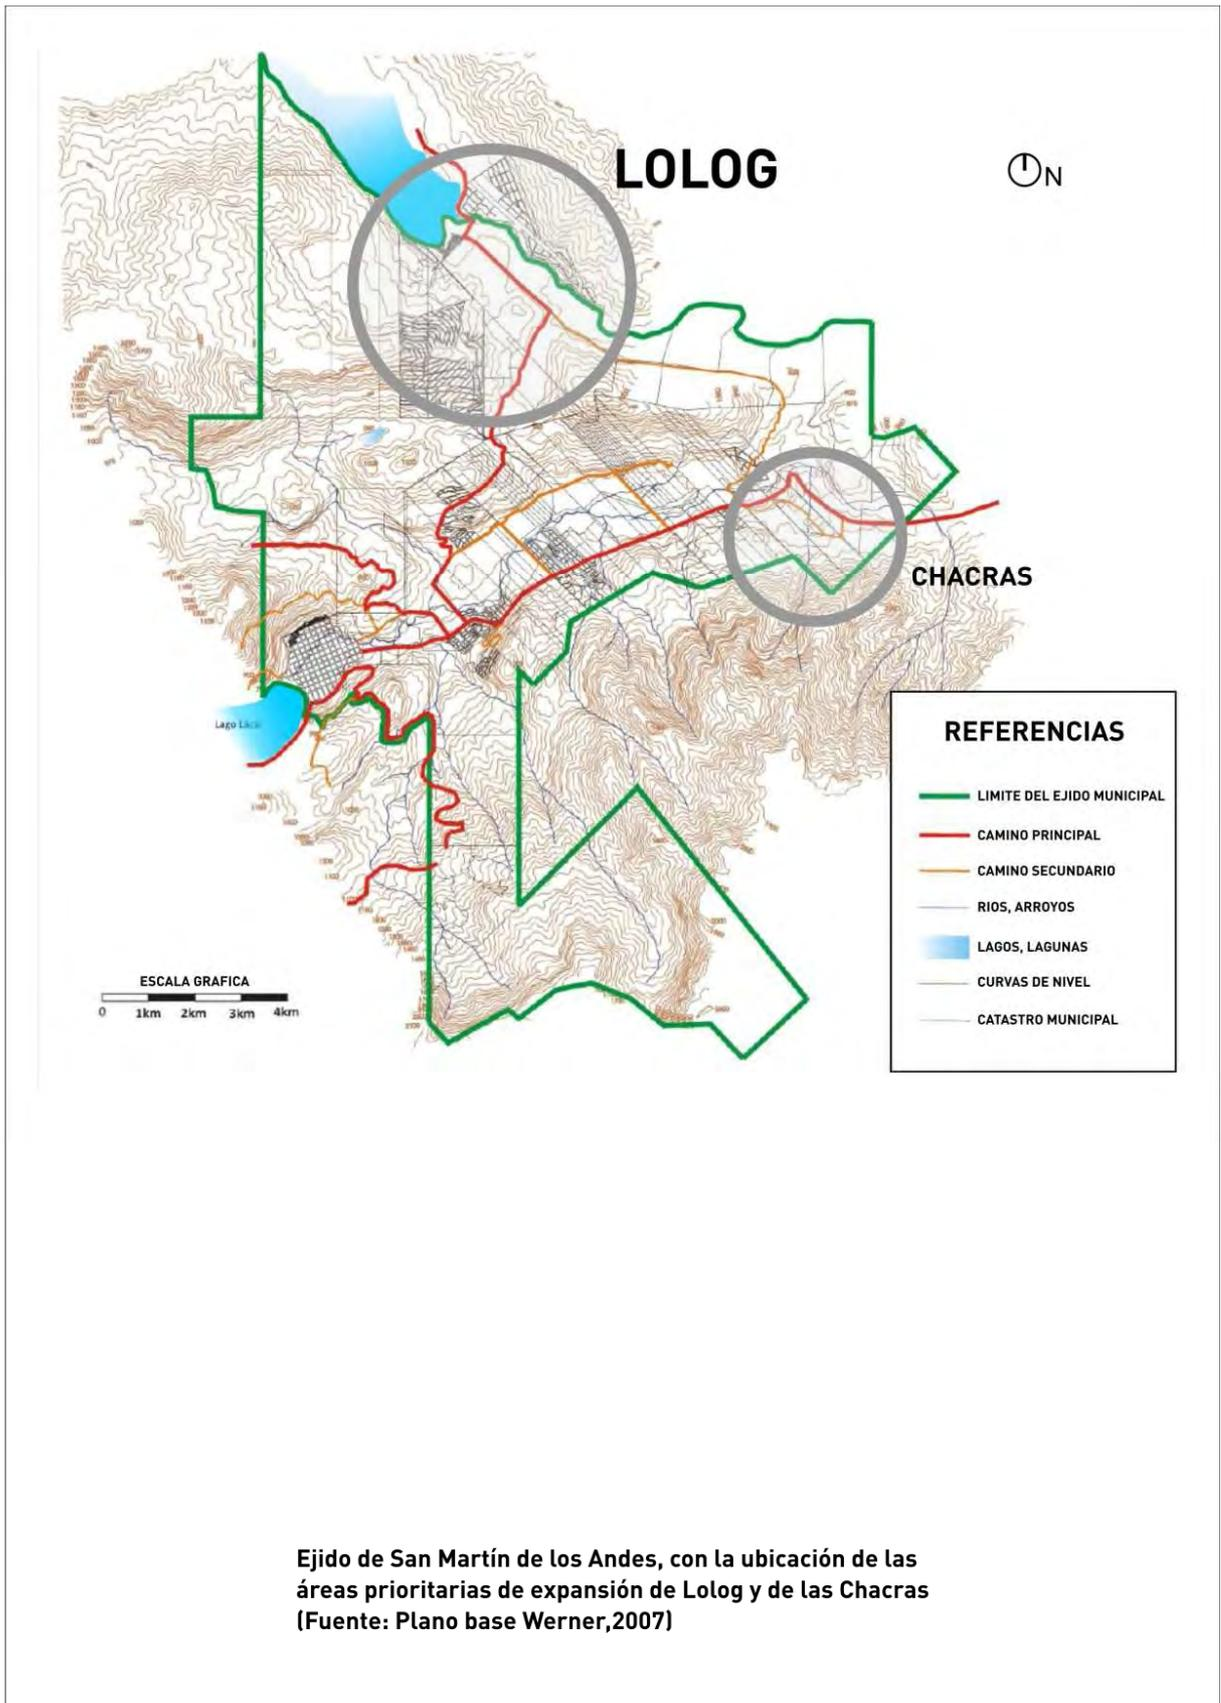 LOLOG
N
CHACRAS
Lago Lácar
REFERENCIAS
LIMITE DEL EJIDO MUNICIPAL
CAMINO PRINCIPAL
CAMINO SECUNDARIO
RIOS, ARROYOS
LAGOS, LAGUNAS
CURVAS DE NIVEL
CATASTRO MUNICIPAL
ESCALA GRAFICA
0 1km 2km 3km 4km
Ejido de San Martín de los Andes, con la ubicación de las
áreas prioritarias de expansión de Lolog y de las Chacras
(Fuente: Plano base Werner,2007)